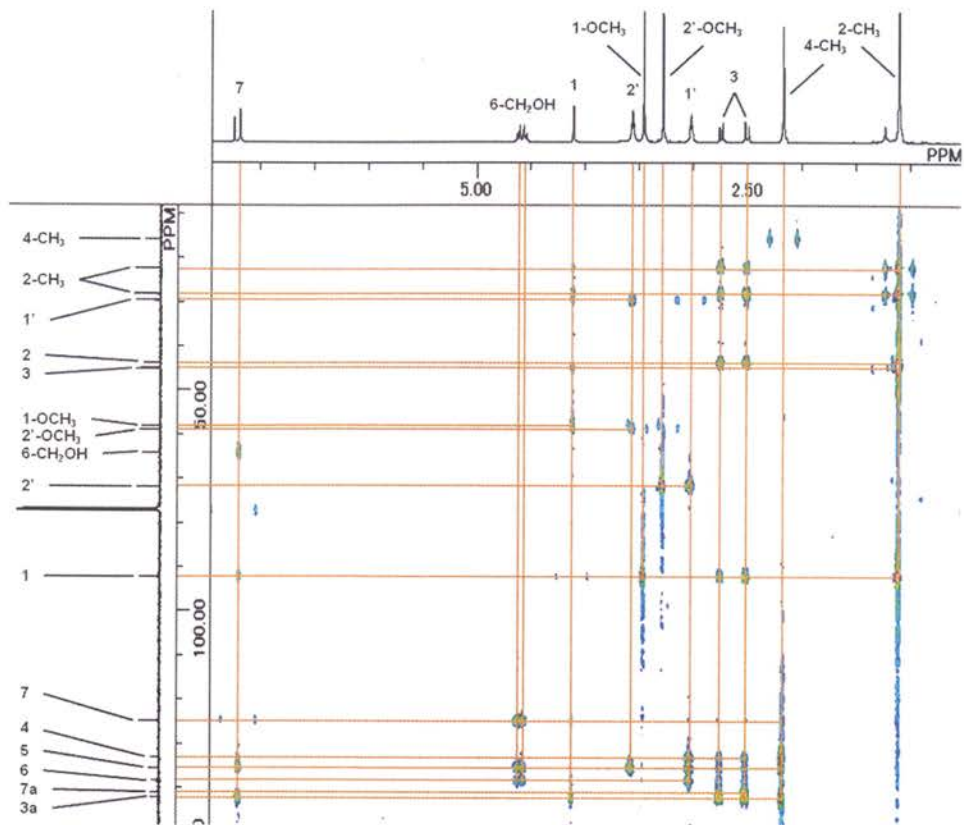 1-OCH₃ 2'-OCH₃ 2-CH₃
4-CH₃
7 6-CH₂OH 1 2' 1' 3
PPM
5.00 2.50
PPM
4-CH₃
2-CH₃
1'
2
3
50.00
1-OCH₃
2'-OCH₃
6-CH₂OH
2'
1
100.00
7
4
5
6
7a
3a